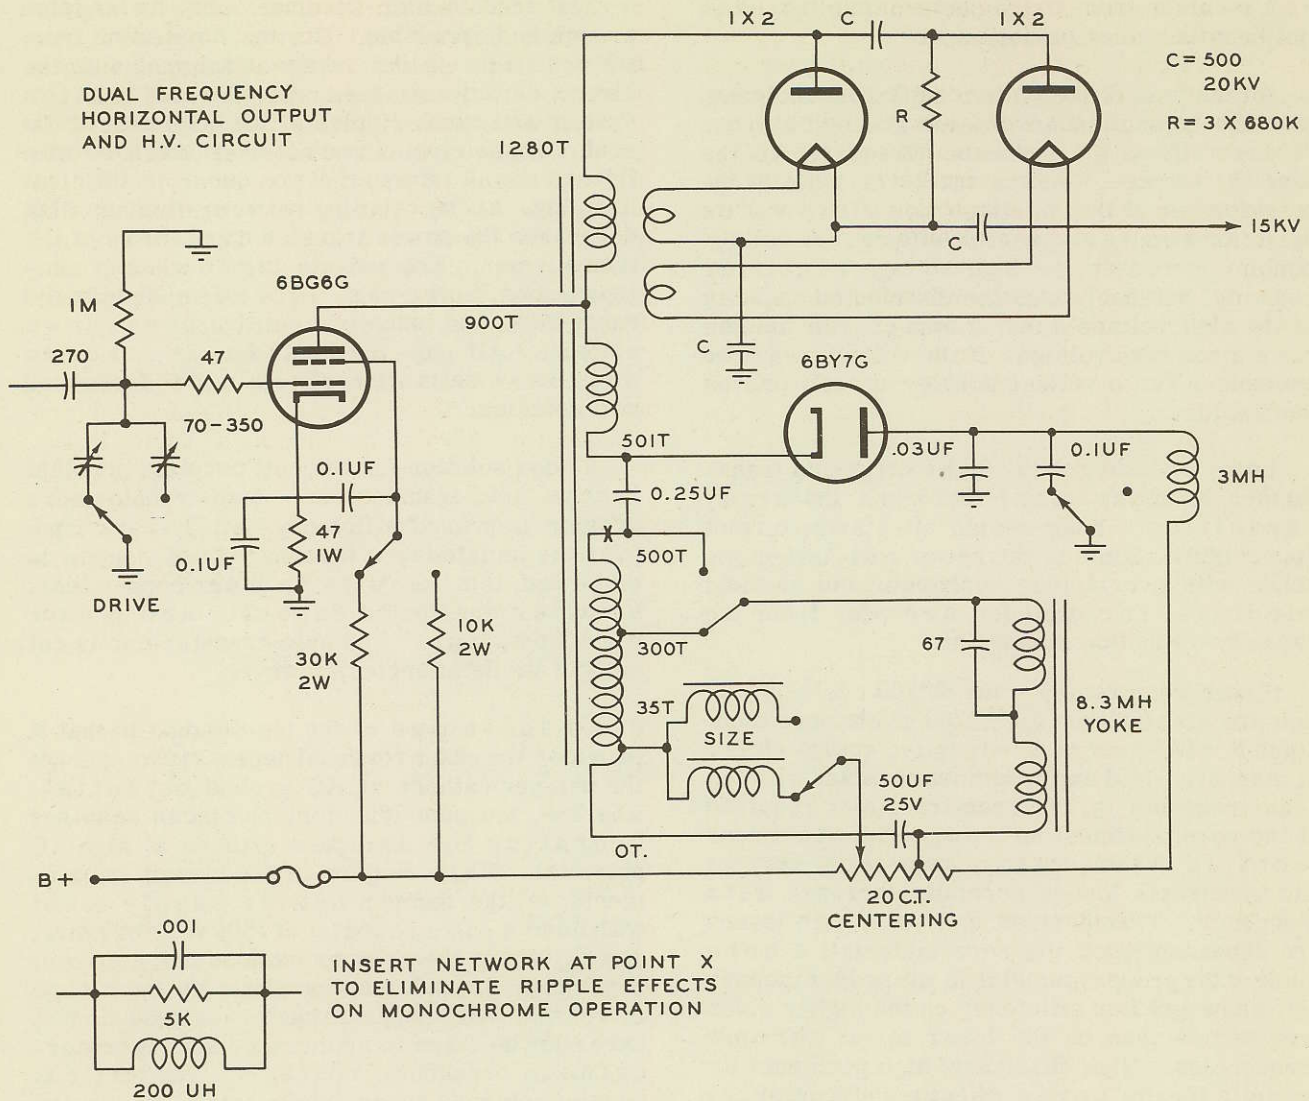 DUAL FREQUENCY
HORIZONTAL OUTPUT
AND H.V. CIRCUIT
1X2
C
1X2
C = 500
20KV
R = 3 X 680K
R
1280T
C
15KV
6BG6G
1M
900T
270
47
C
6BY7G
70-350
501T
.03UF
0.1UF
3MH
0.1UF
0.25UF
47
1W
0.1UF
X
500T
DRIVE
10K
2W
300T
67
30K
2W
35T
SIZE
8.3MH
YOKE
50UF
25V
OT.
B+
20 C.T.
CENTERING
.001
5K
200 UH
INSERT NETWORK AT POINT X
TO ELIMINATE RIPPLE EFFECTS
ON MONOCHROME OPERATION